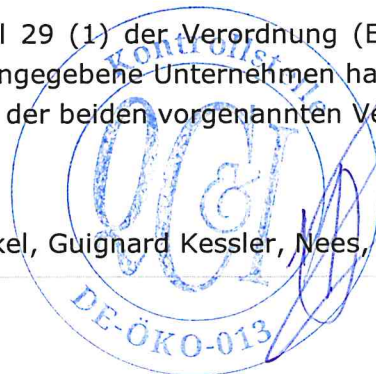 l 29 (1) der Verordnung (E
ngegebene Unternehmen ha
der beiden vorgenannten Ve
kel, Guignard Kessler, Nees,
Kontrollstelle
QC&I
DE-ÖKO-013